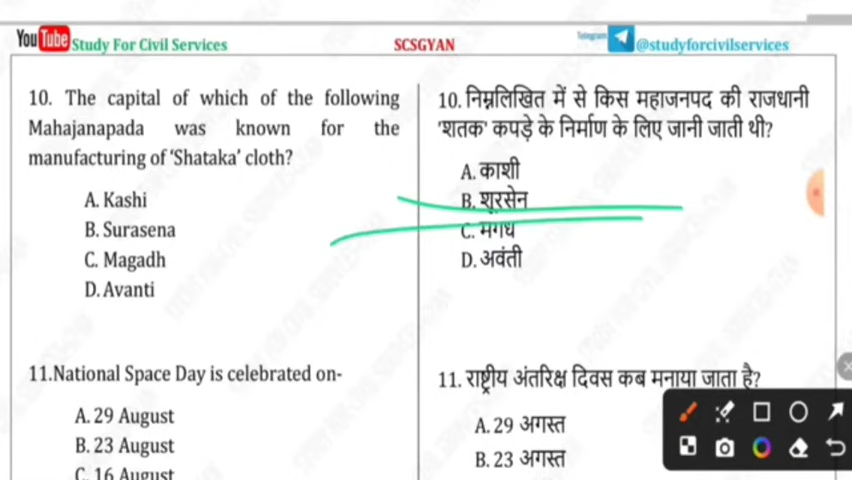 YouTube Study For Civil Services
SCSGYAN
Telegram @studyforcivilservices
10. The capital of which of the following
Mahajanapada was known for the
manufacturing of ‘Shataka’ cloth?
A. Kashi
B. Surasena
C. Magadh
D. Avanti
11.National Space Day is celebrated on-
A. 29 August
B. 23 August
C. 16 August
10. निम्नलिखित में से किस महाजनपद की राजधानी
'शतक' कपड़े के निर्माण के लिए जानी जाती थी?
A. काशी
B. शूरसेन
C. मगध
D. अवंती
11. राष्ट्रीय अंतरिक्ष दिवस कब मनाया जाता है?
A. 29 अगस्त
B. 23 अगस्त